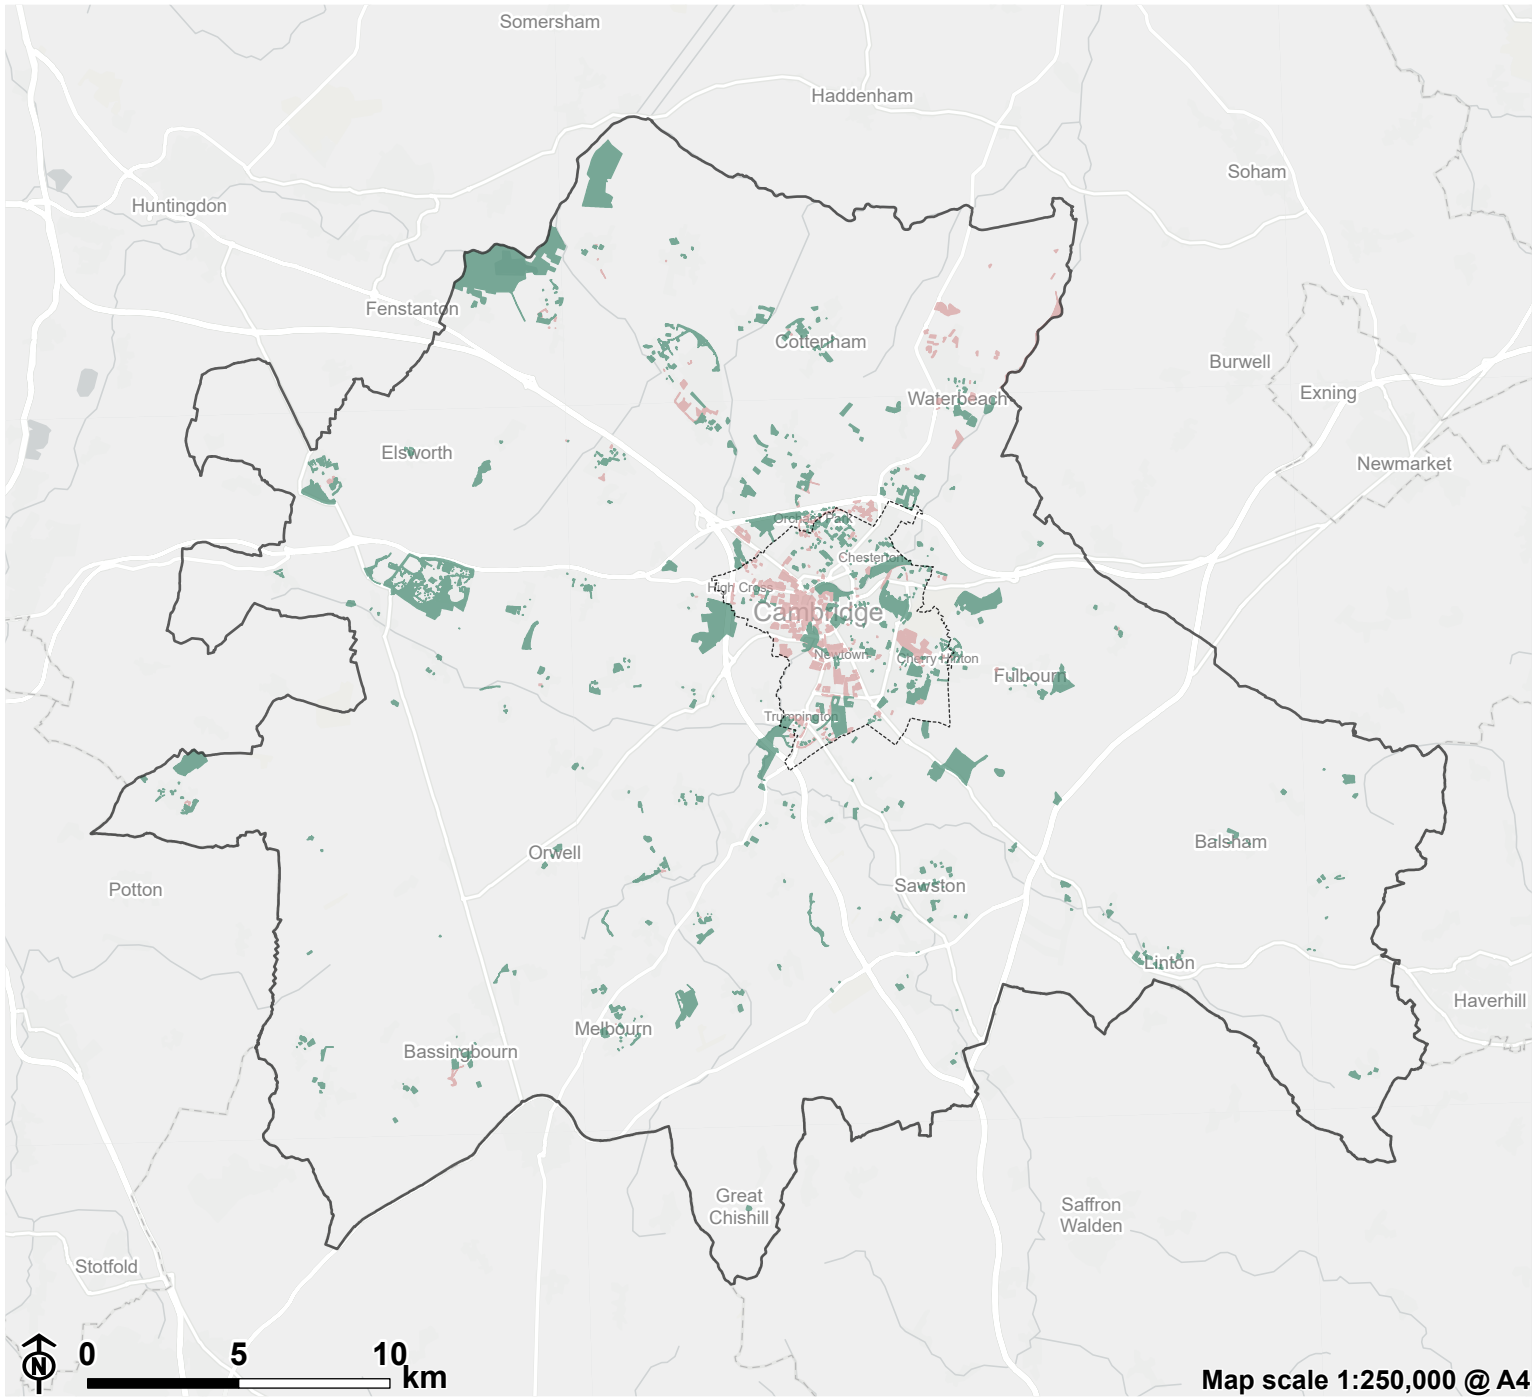 Somersham
Haddenham
Soham
Huntingdon
Fenstanton
Cottenham
Burwell
Exning
Waterbeach
Elsworth
Newmarket
Orchard Park
Chesterton
High Cross
Cambridge
Newtown
Cherry Hinton
Fulbourn
Trumpington
Orwell
Balsham
Potton
Sawston
Linton
Haverhill
Melbourn
Bassingbourn
Great
Chishill
Saffron
Walden
Stotfold
N
0 5 10
km
Map scale 1:250,000 @ A4